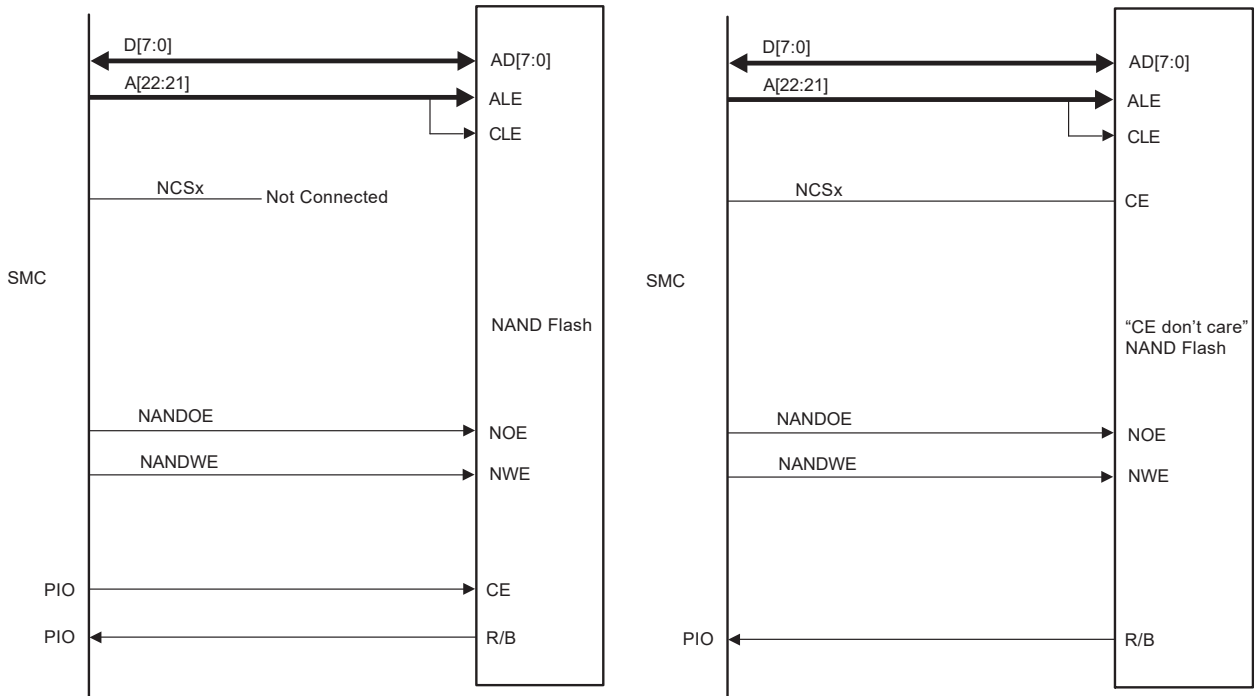 D[7:0]
AD[7:0]
A[22:21]
ALE
CLE
NCSx
Not Connected
SMC
NAND Flash
NANDOE
NOE
NANDWE
NWE
PIO
CE
PIO
R/B
D[7:0]
AD[7:0]
A[22:21]
ALE
CLE
NCSx
CE
SMC
“CE don’t care”
NAND Flash
NANDOE
NOE
NANDWE
NWE
PIO
R/B